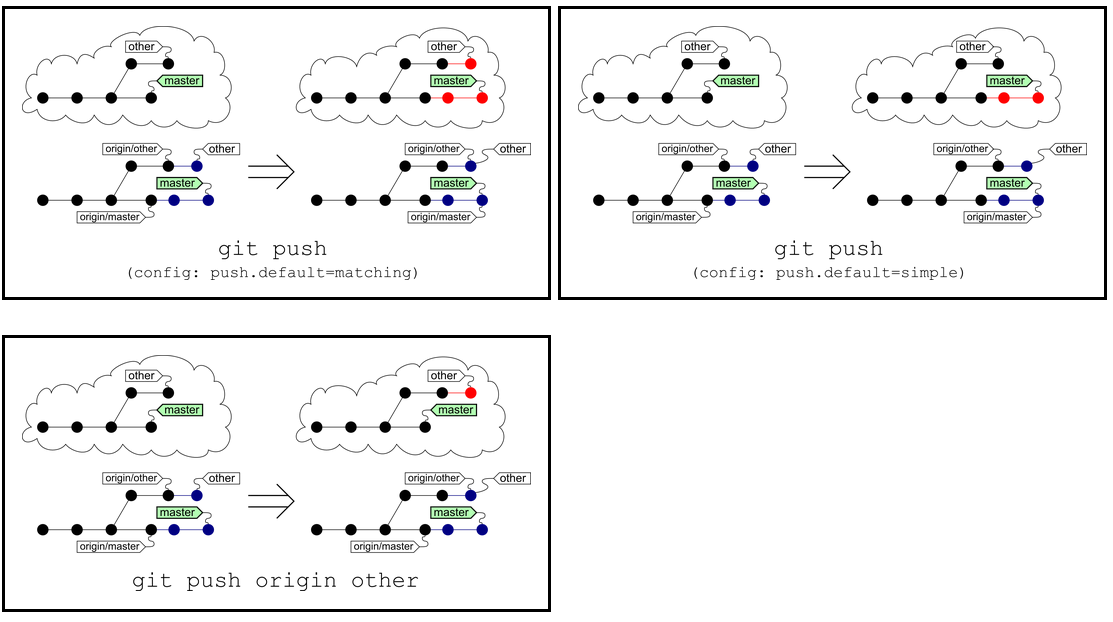 other
master
origin/other
other
master
origin/master
other
master
origin/other
other
master
origin/master
git push
(config: push.default=matching)
other
master
origin/other
other
master
origin/master
other
master
origin/other
other
master
origin/master
git push
(config: push.default=simple)
other
master
origin/other
other
master
origin/master
other
master
origin/other
other
master
origin/master
git push origin other